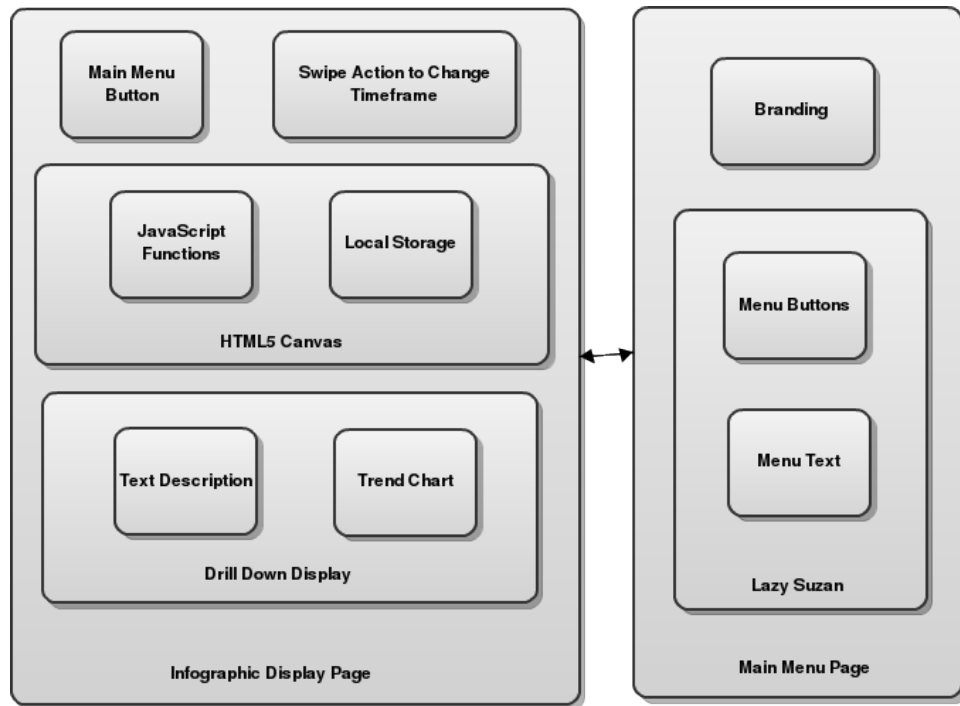 Main Menu
Button
Swipe Action to Change
Timeframe
JavaScript
Functions
Local Storage
HTML5 Canvas
Text Description
Trend Chart
Drill Down Display
Infographic Display Page
Branding
Menu Buttons
Menu Text
Lazy Suzan
Main Menu Page